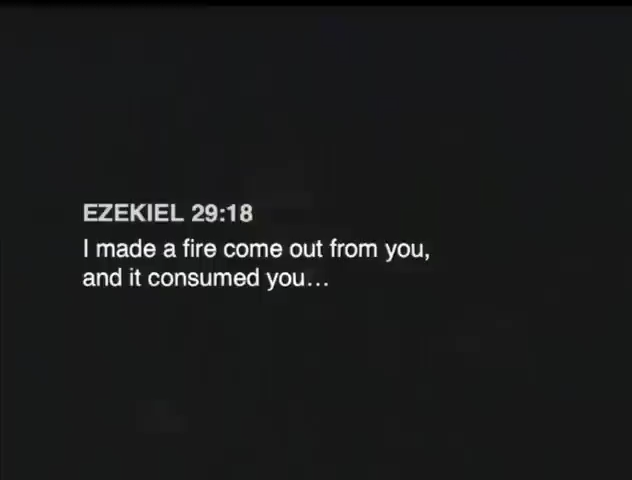 EZEKIEL 29:18
I made a fire come out from you,
and it consumed you…